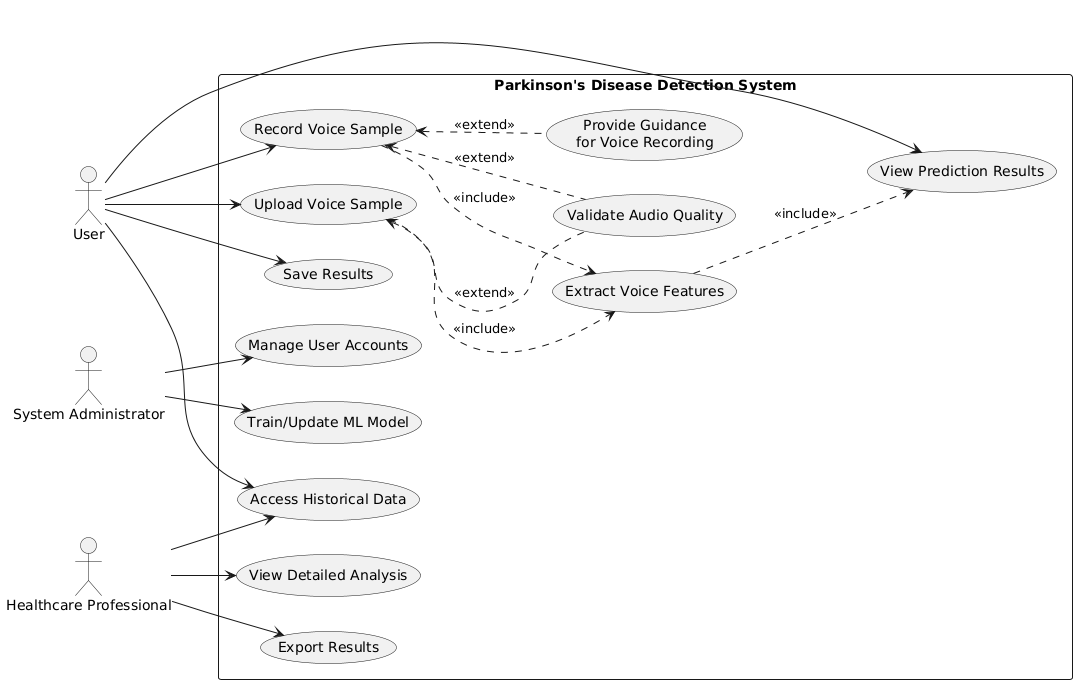 Parkinson's Disease Detection System
Record Voice Sample
«extend»
Provide Guidance
for Voice Recording
«extend»
View Prediction Results
«include»
Upload Voice Sample
Validate Audio Quality
«include»
User
Save Results
«extend»
Extract Voice Features
«include»
Manage User Accounts
System Administrator
Train/Update ML Model
Access Historical Data
View Detailed Analysis
Healthcare Professional
Export Results